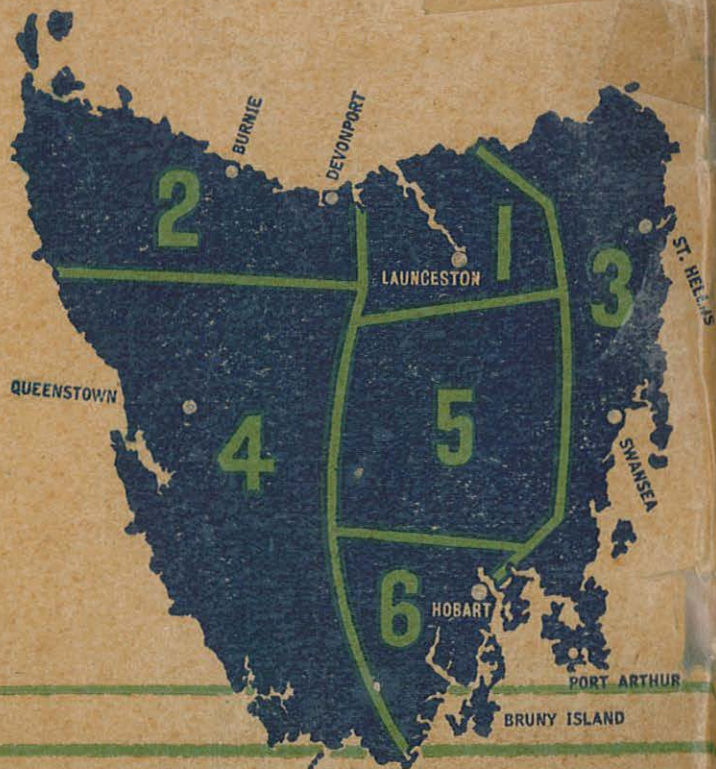 BURNIE
DEVONPORT
2
1
LAUNCESTON
3
ST. HELENS
QUEENSTOWN
4
5
SWANSEA
6
HOBART
PORT ARTHUR
BRUNY ISLAND